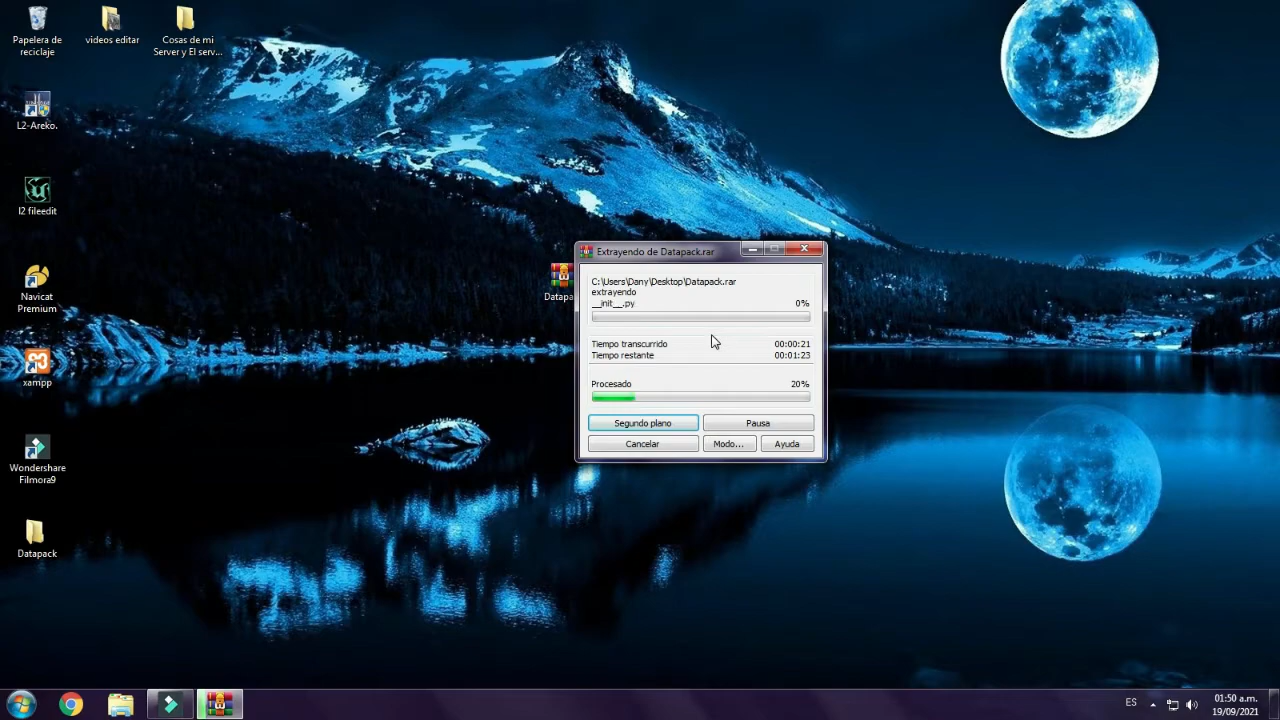 Papelera de
reciclaje
videos editar
Cosas de mi
Server y El serv...
L2-Areko.
l2 fileedit
Navicat
Premium
xampp
Wondershare
Filmora9
Datapack
Datapa
Extrayendo de Datapack.rar
C:\Users\Dany\Desktop\Datapack.rar
extrayendo
__init__.py 0%
Tiempo transcurrido 00:00:21
Tiempo restante 00:01:23
Procesado 20%
Segundo plano Pausa
Cancelar Modo... Ayuda
ES
01:50 a.m.
19/09/2021